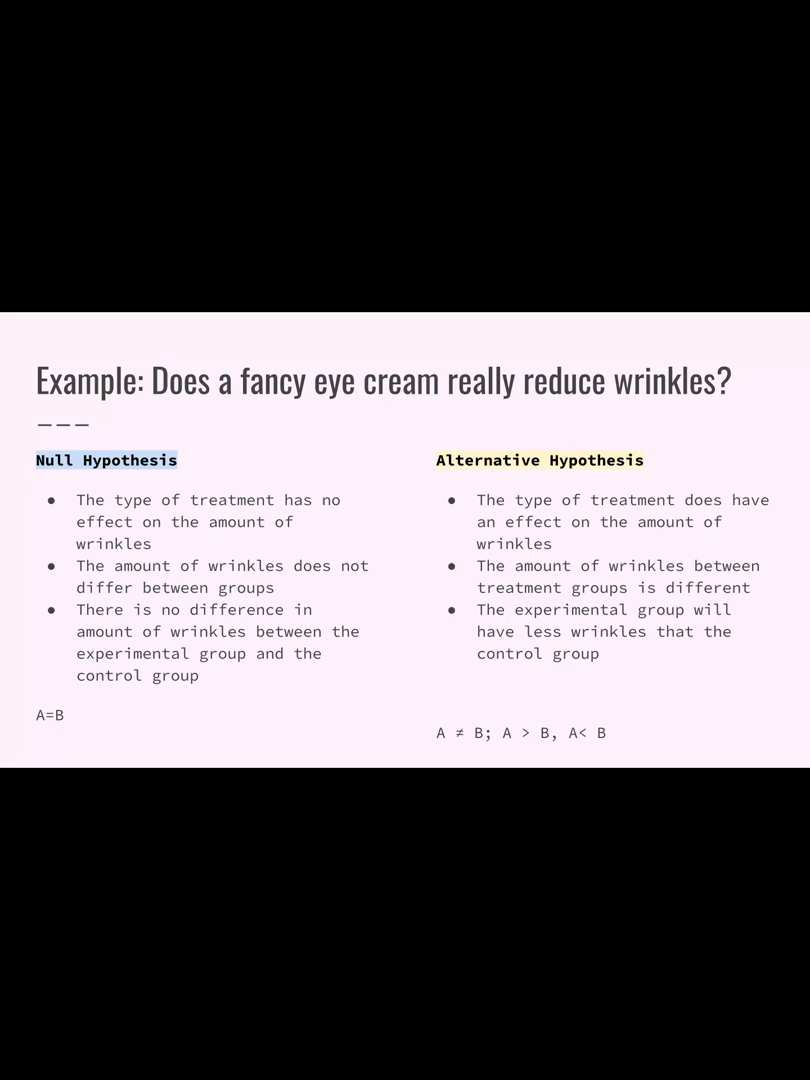 Example: Does a fancy eye cream really reduce wrinkles?
Null Hypothesis
● The type of treatment has no
effect on the amount of
wrinkles
● The amount of wrinkles does not
differ between groups
● There is no difference in
amount of wrinkles between the
experimental group and the
control group
A=B
Alternative Hypothesis
● The type of treatment does have
an effect on the amount of
wrinkles
● The amount of wrinkles between
treatment groups is different
● The experimental group will
have less wrinkles that the
control group
A ≠ B; A > B, A< B